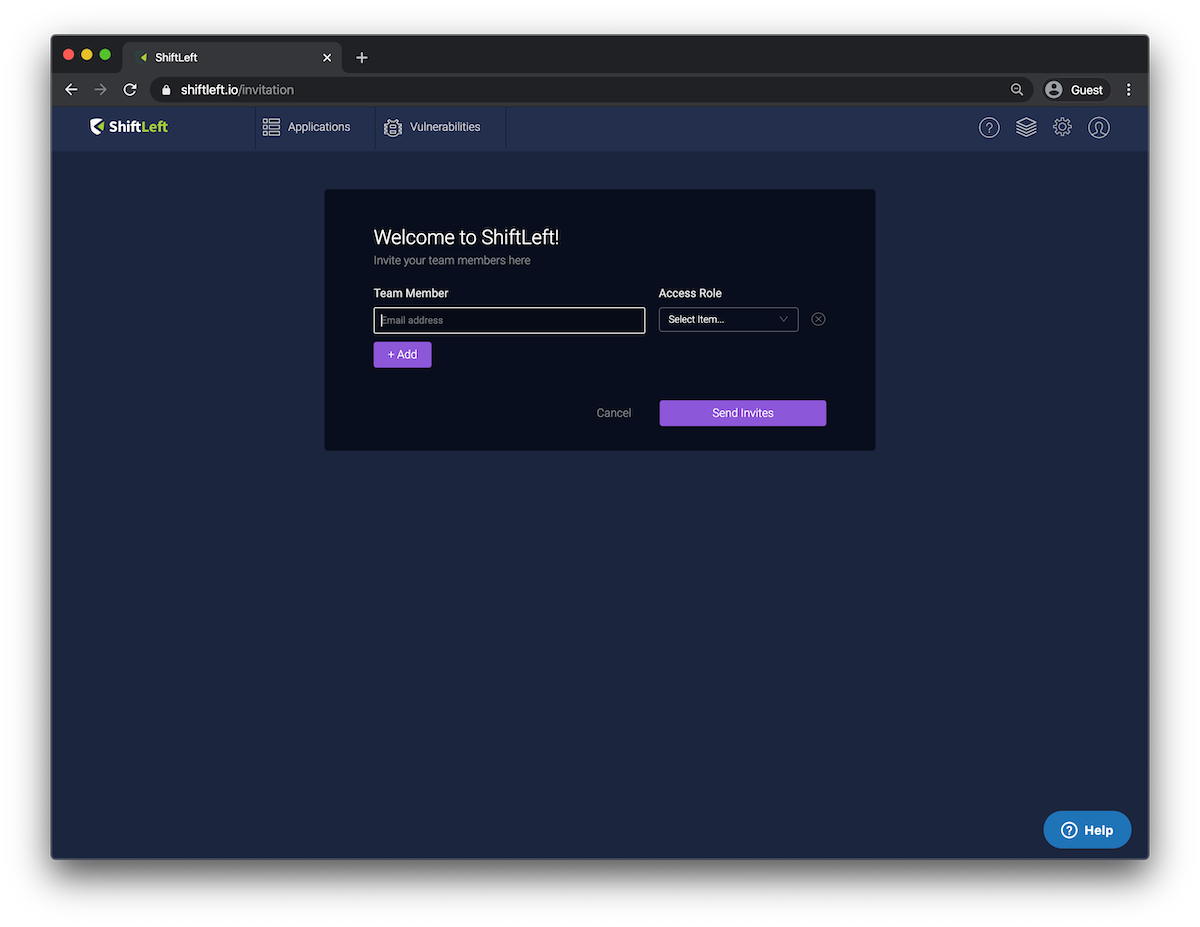 ShiftLeft
shiftleft.io/invitation
Guest
ShiftLeft
Applications
Vulnerabilities
?
Welcome to ShiftLeft!
Invite your team members here
Team Member
Access Role
Email address
Select Item...
+ Add
Cancel
Send Invites
? Help